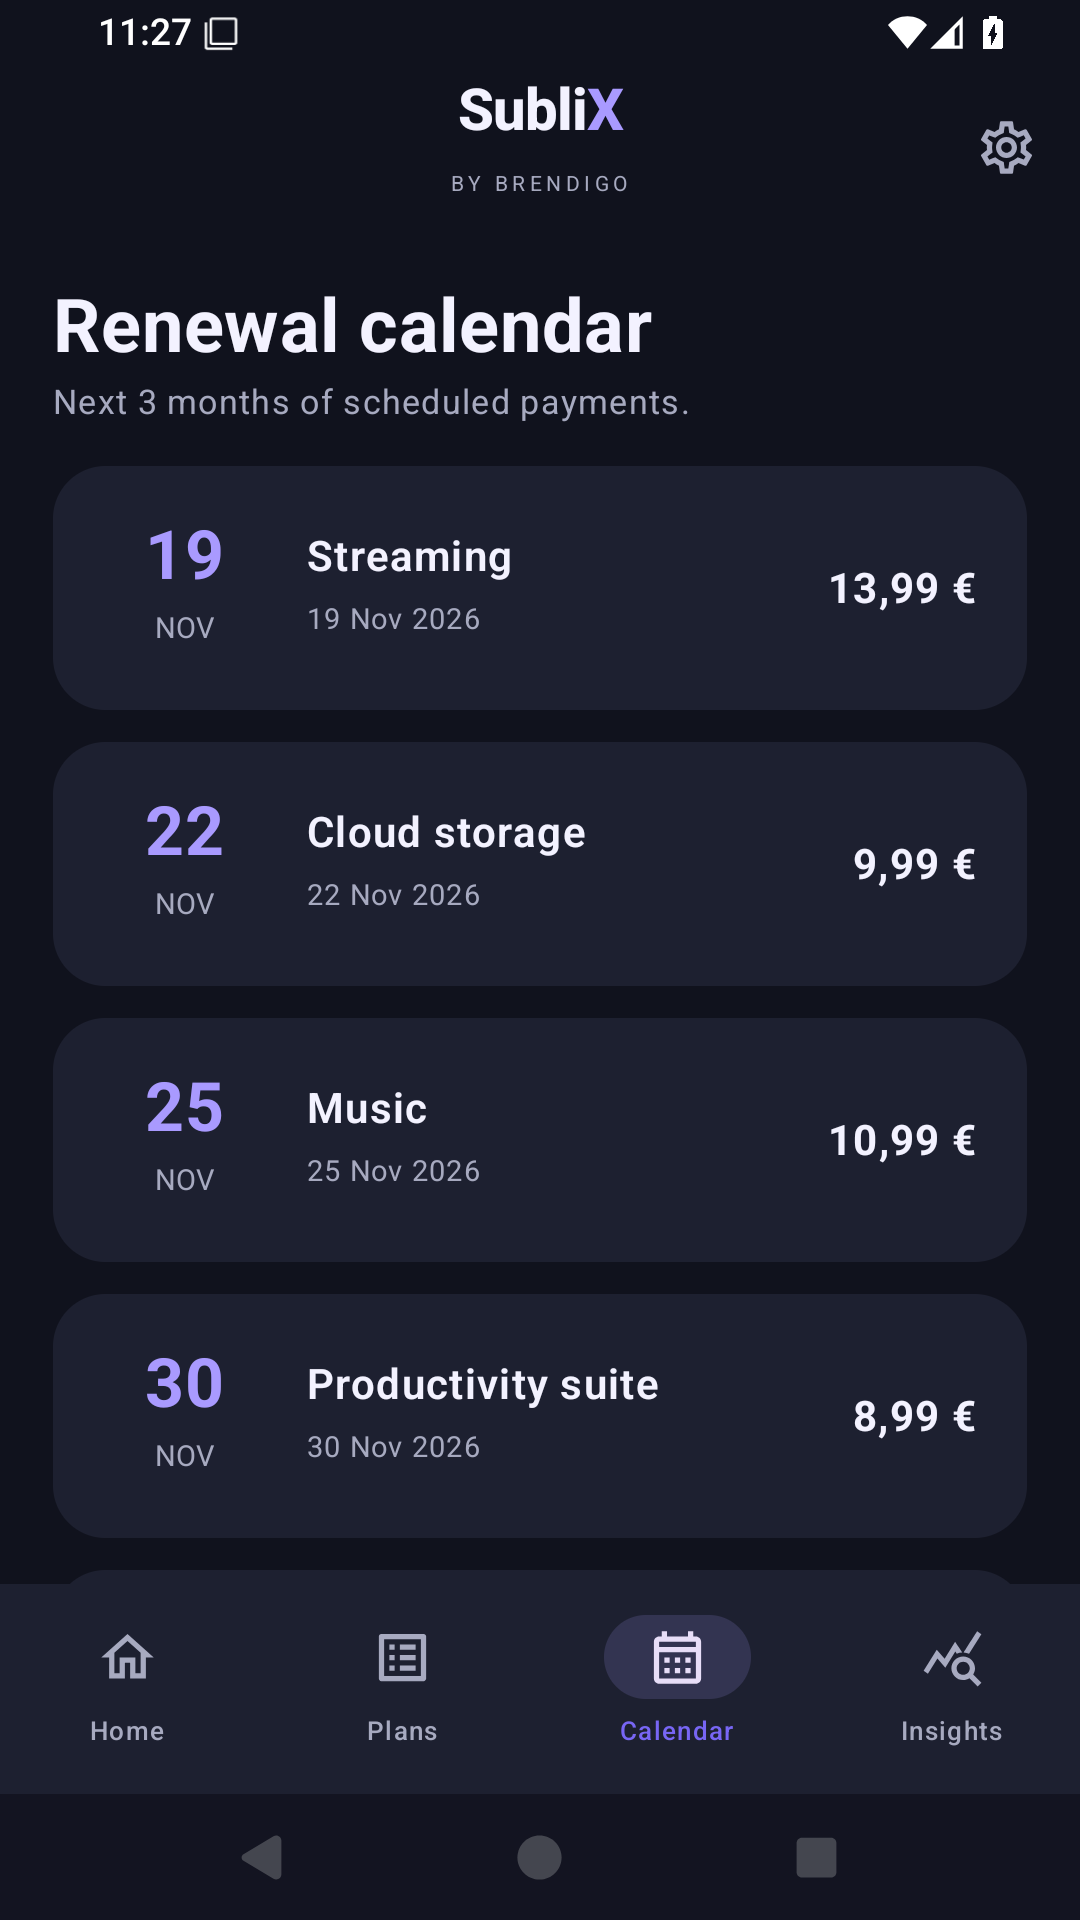 11:27
SubliX
BY BRENDIGO
Renewal calendar
Next 3 months of scheduled payments.
19
NOV
Streaming
19 Nov 2026
13,99 €
22
NOV
Cloud storage
22 Nov 2026
9,99 €
25
NOV
Music
25 Nov 2026
10,99 €
30
NOV
Productivity suite
30 Nov 2026
8,99 €
Home
Plans
Calendar
Insights